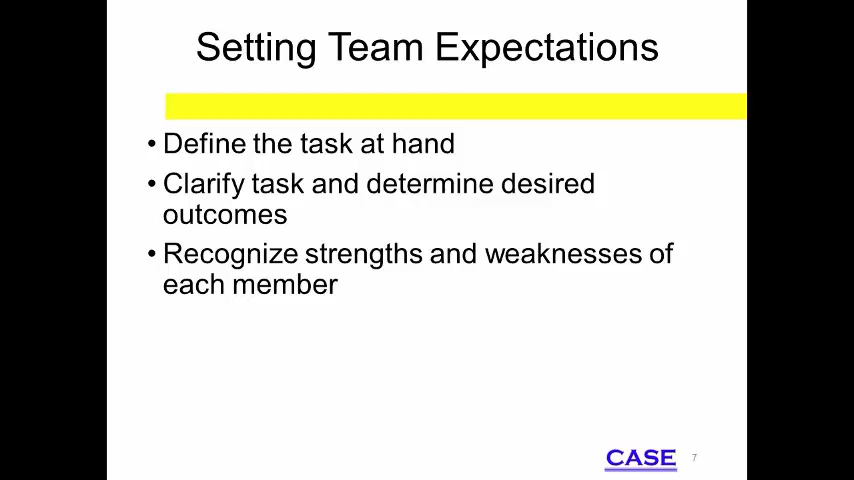 Setting Team Expectations
• Define the task at hand
• Clarify task and determine desired
outcomes
• Recognize strengths and weaknesses of
each member
CASE
7